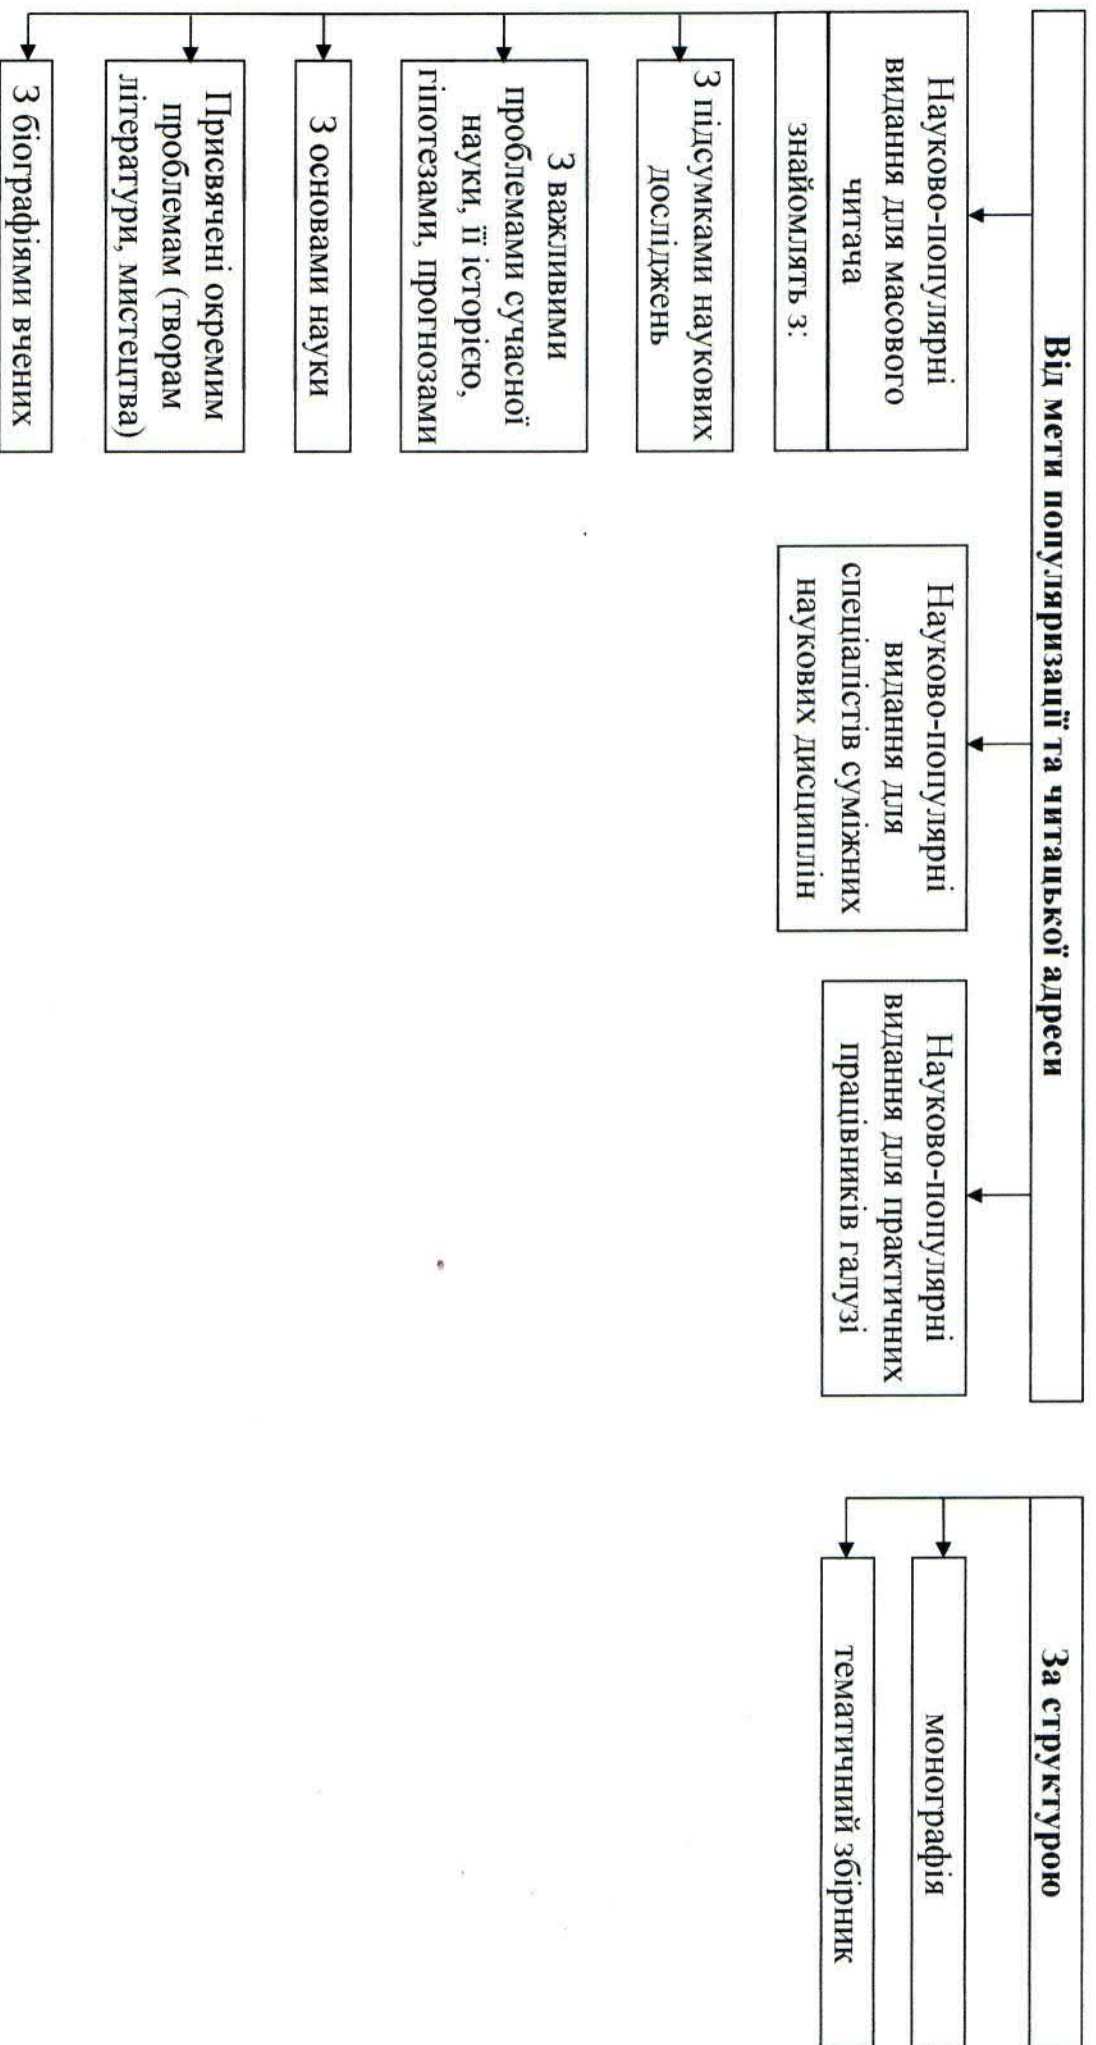 Від мети популяризації та читацької адреси
Науково-популярні
видання для масового
читача
знайомлять з:
З підсумками наукових
досліджень
З важливими
проблемами сучасної
науки, її історією,
гіпотезами, прогнозами
З основами науки
Присвячені окремим
проблемам (творам
літератури, мистецтва)
З біографіями вчених
Науково-популярні
видання для
спеціалістів суміжних
наукових дисциплін
Науково-популярні
видання для практичних
працівників галузі
За структурою
монографія
тематичний збірник